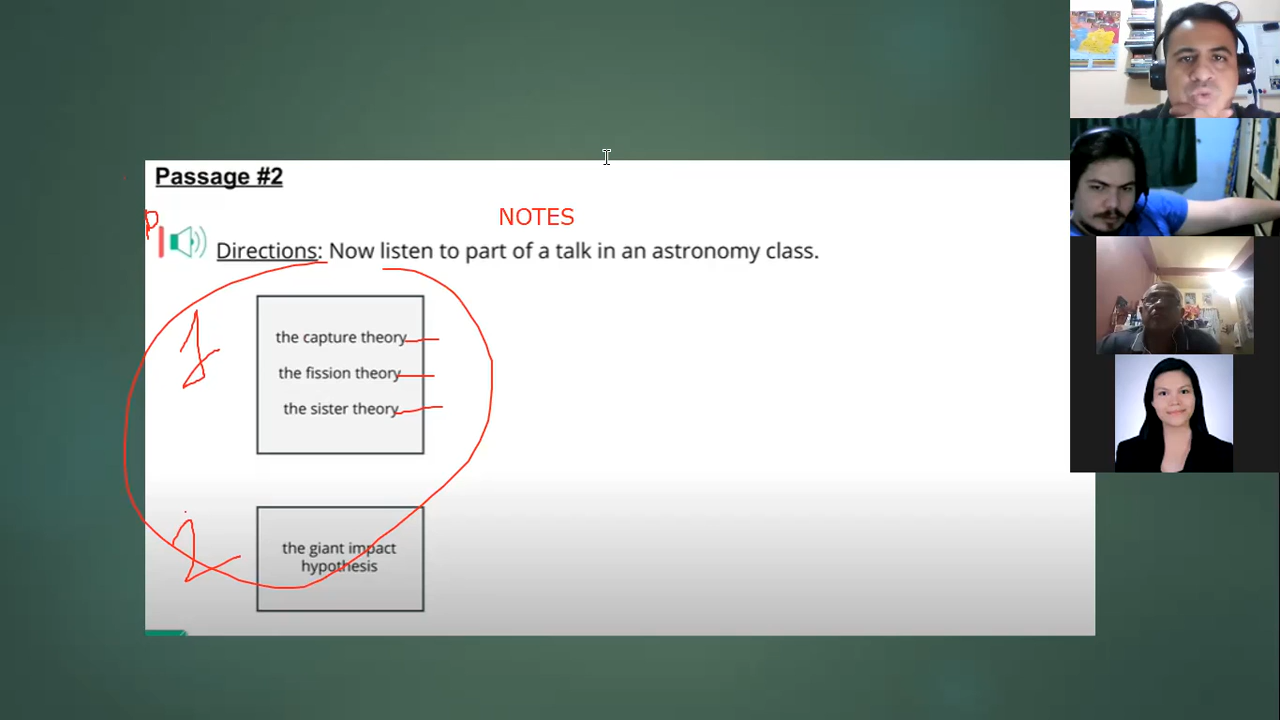 Passage #2
NOTES
Directions: Now listen to part of a talk in an astronomy class.
1
the capture theory
the fission theory
the sister theory
2
the giant impact
hypothesis